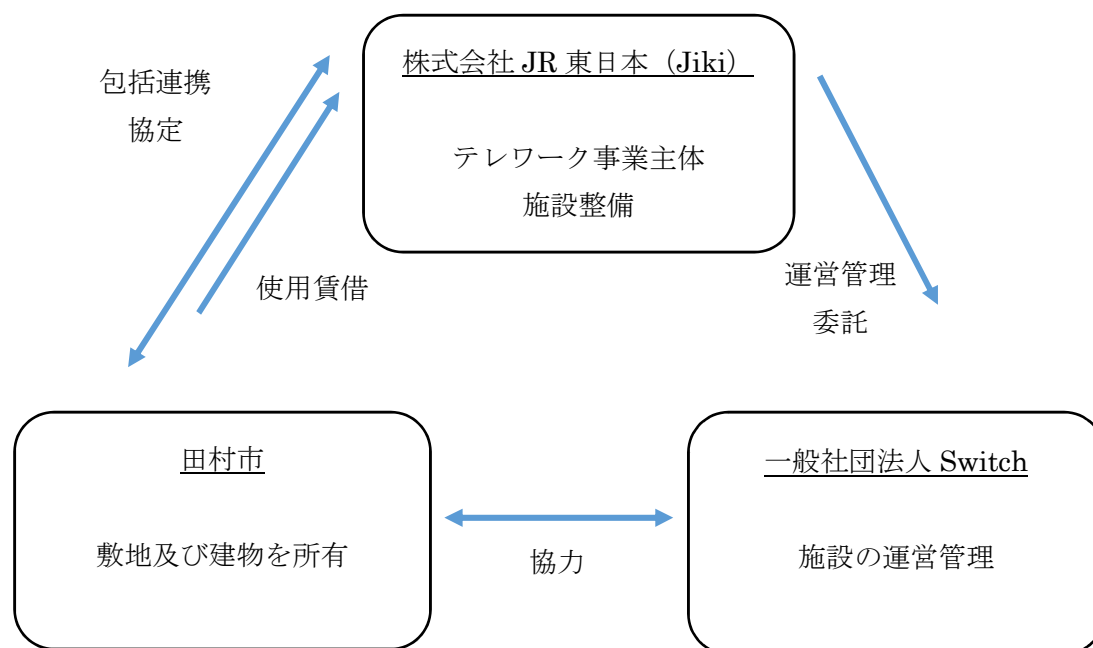 株式会社 JR 東日本（Jiki）
テレワーク事業主体
施設整備
包括連携
協定
使用賃借
運営管理
委託
田村市
敷地及び建物を所有
協力
一般社団法人 Switch
施設の運営管理